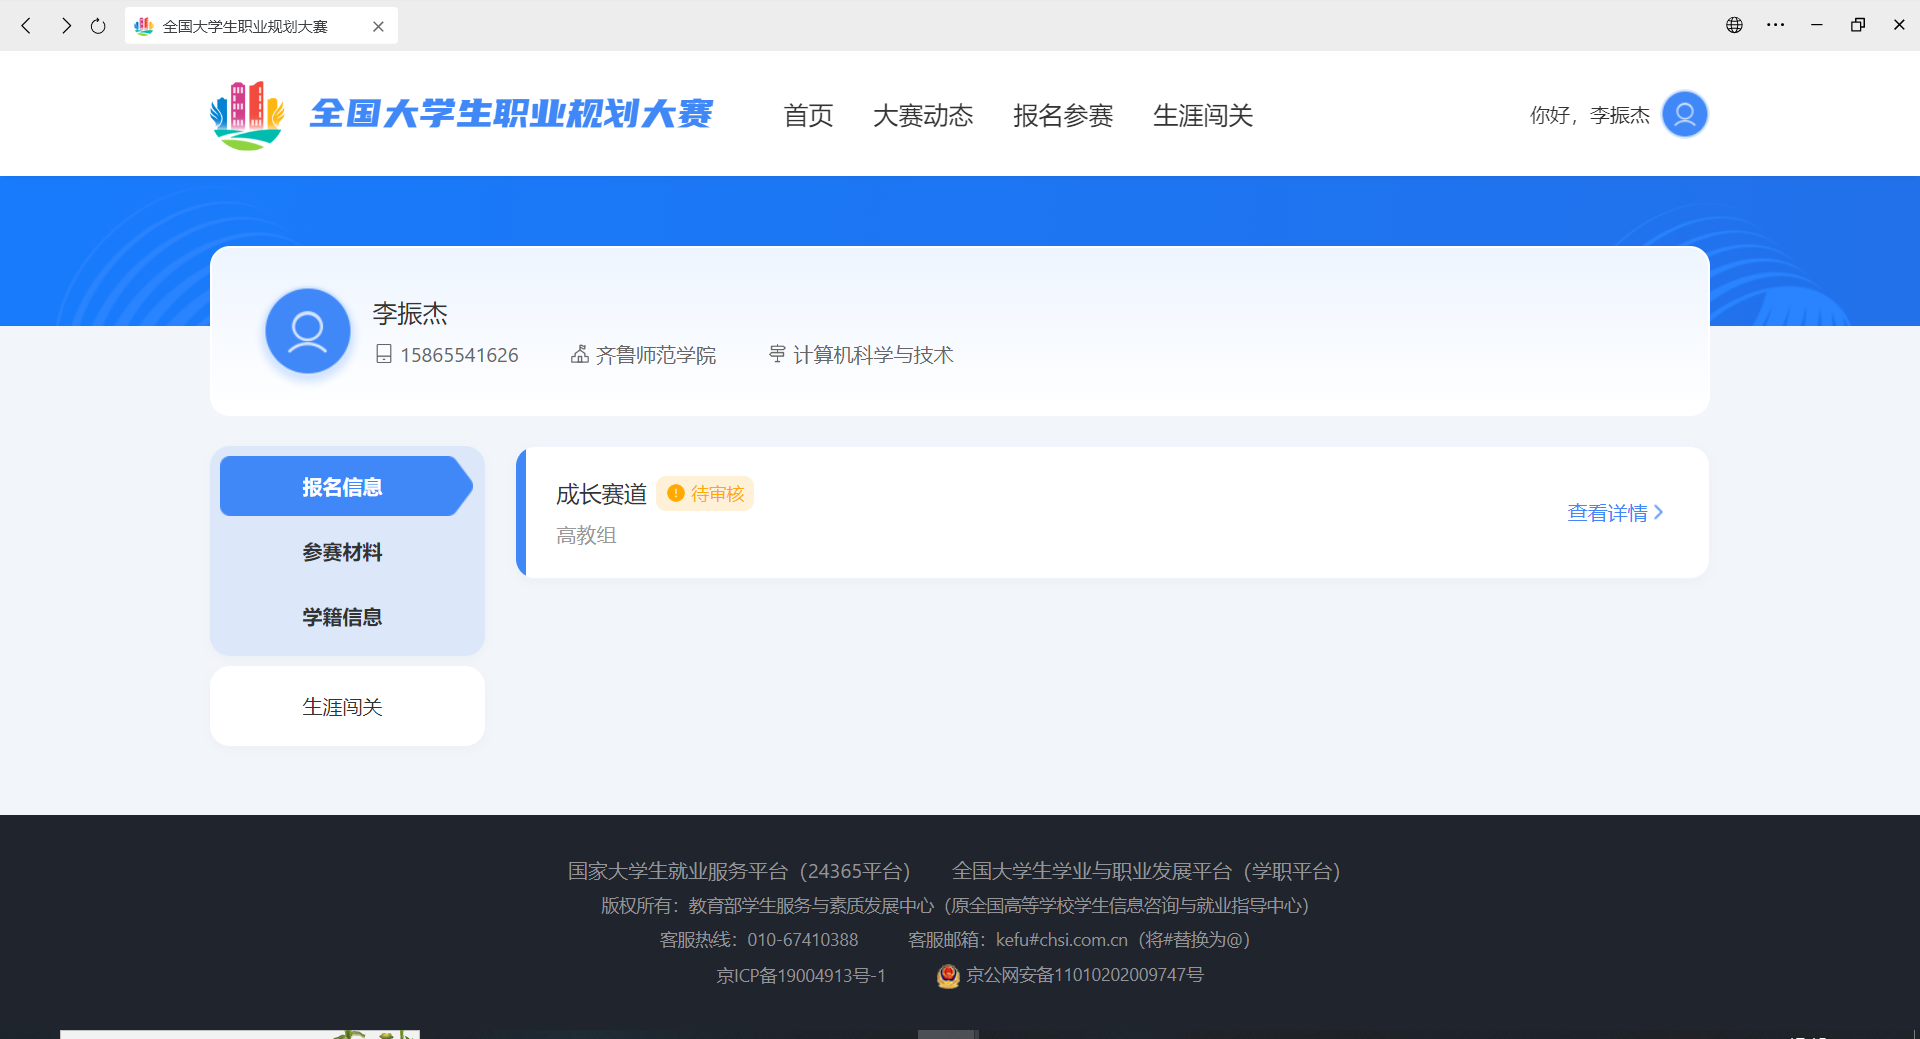 全国大学生职业规划大赛
全国大学生职业规划大赛 首页 大赛动态 报名参赛 生涯闯关 你好，李振杰
李振杰
15865541626 齐鲁师范学院 计算机科学与技术
报名信息
参赛材料
学籍信息
生涯闯关
成长赛道 待审核
高教组
查看详情
国家大学生就业服务平台（24365平台） 全国大学生学业与职业发展平台（学职平台）
版权所有：教育部学生服务与素质发展中心（原全国高等学校学生信息咨询与就业指导中心）
客服热线：010-67410388 客服邮箱：kefu#chsi.com.cn（将#替换为@）
京ICP备19004913号-1 京公网安备11010202009747号